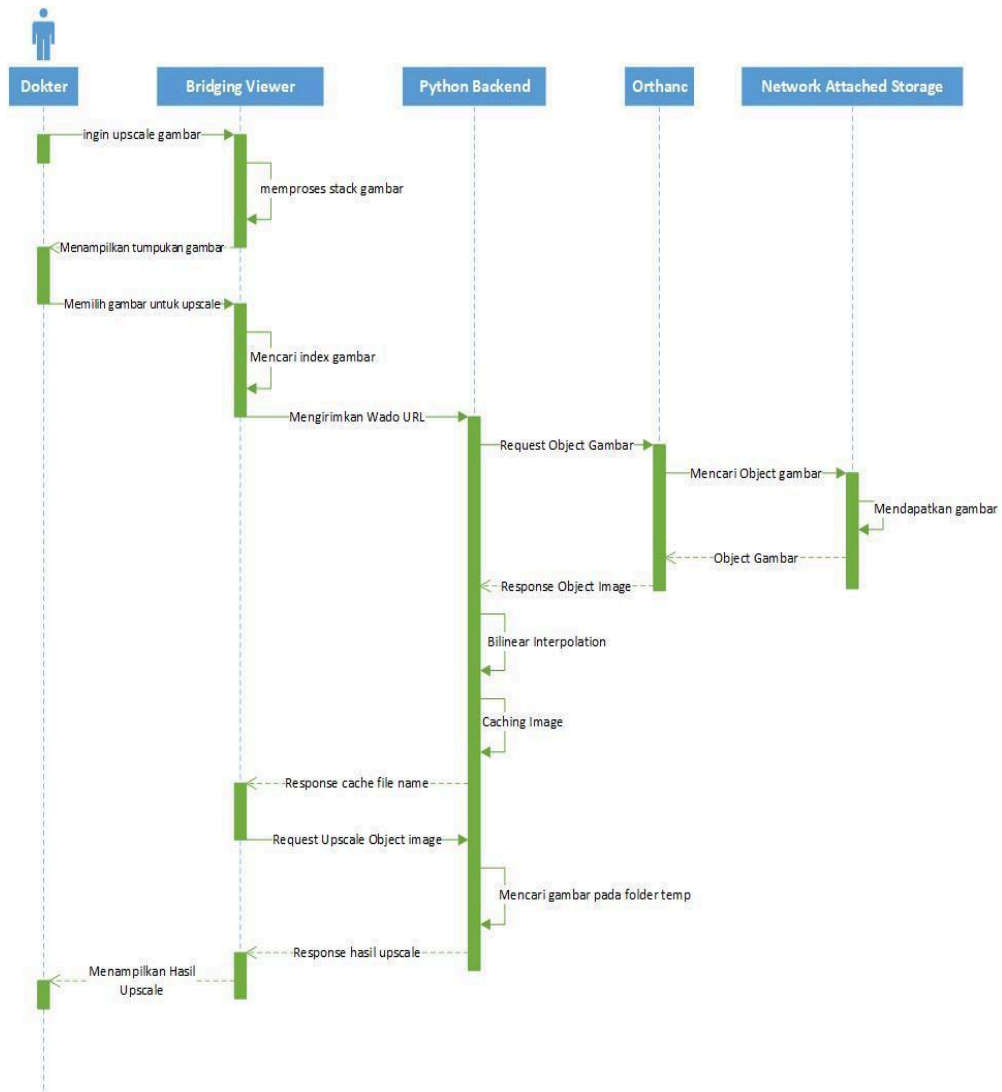 Dokter
Bridging Viewer
Python Backend
Orthanc
Network Attached Storage
ingin upscale gambar
memproses stack gambar
Menampilkan tumpukan gambar
Memilih gambar untuk upscale
Mencari index gambar
Mengirimkan Wado URL
Request Object Gambar
Mencari Object gambar
Mendapatkan gambar
Object Gambar
Response Object Image
Bilinear Interpolation
Caching Image
Response cache file name
Request Upscale Object image
Mencari gambar pada folder temp
Response hasil upscale
Menampilkan Hasil
Upscale